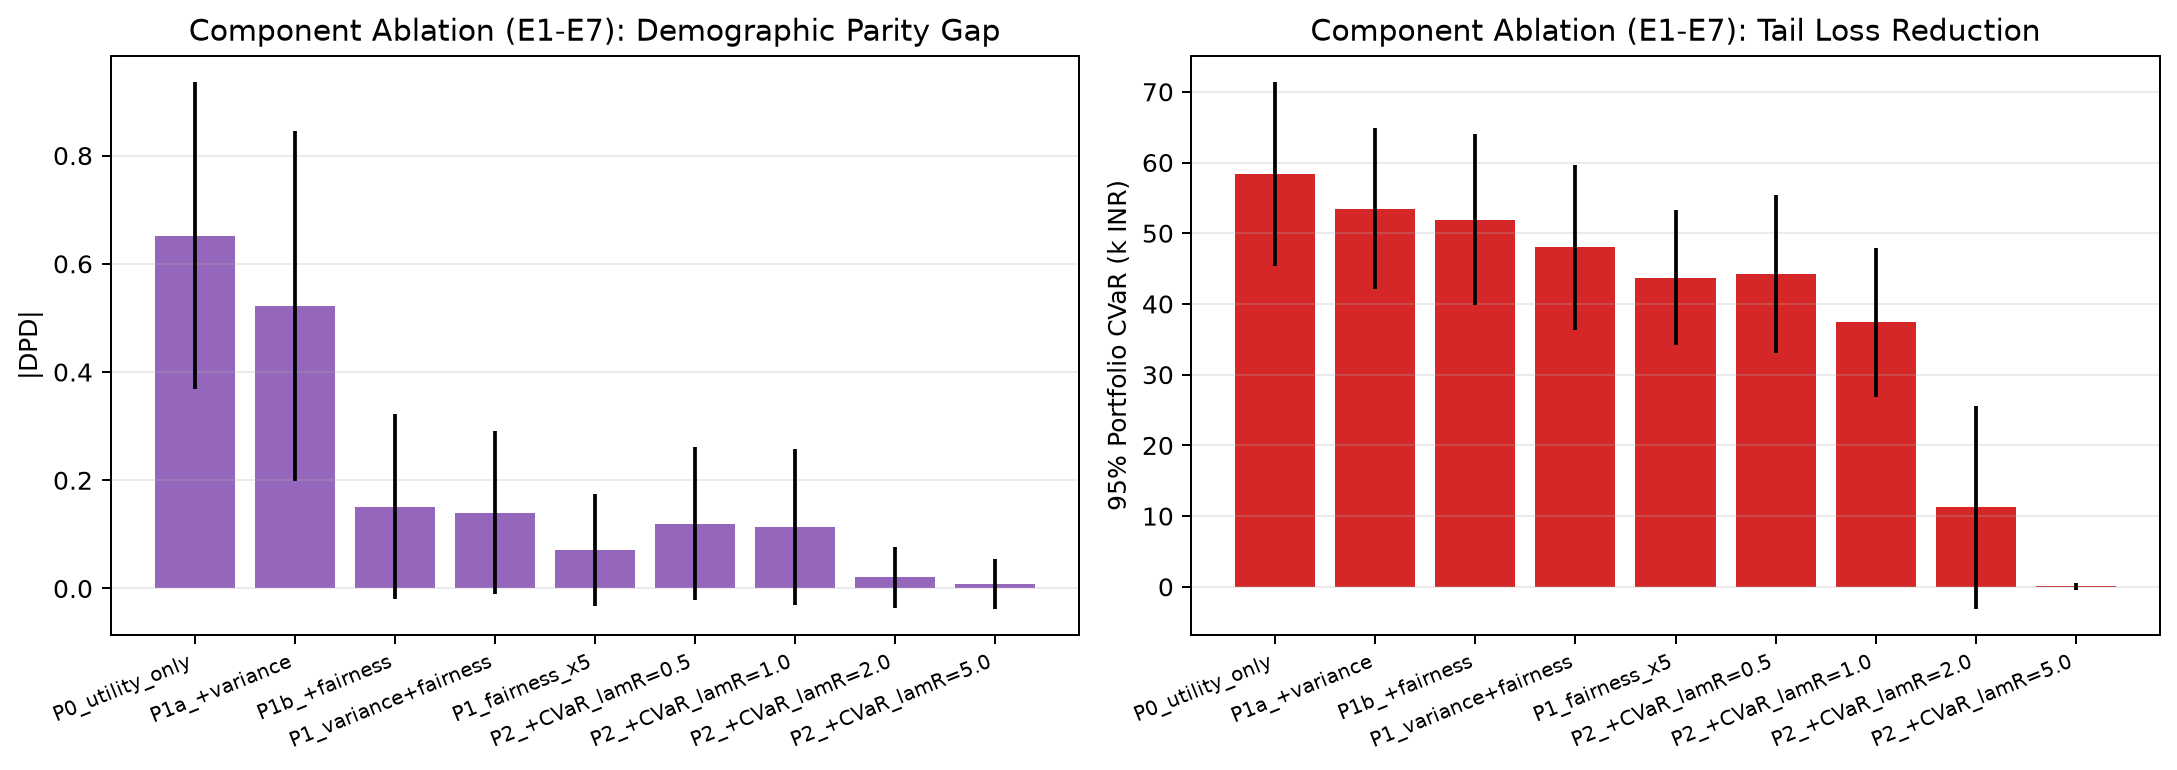 Component Ablation (E1-E7): Demographic Parity Gap
|DPD|
0.8
0.6
0.4
0.2
0.0
P0_utility_only
P1a_+variance
P1b_+fairness
P1_variance+fairness
P1_fairness_x5
P2_+CVaR_lamR=0.5
P2_+CVaR_lamR=1.0
P2_+CVaR_lamR=2.0
P2_+CVaR_lamR=5.0
Component Ablation (E1-E7): Tail Loss Reduction
95% Portfolio CVaR (k INR)
70
60
50
40
30
20
10
0
P0_utility_only
P1a_+variance
P1b_+fairness
P1_variance+fairness
P1_fairness_x5
P2_+CVaR_lamR=0.5
P2_+CVaR_lamR=1.0
P2_+CVaR_lamR=2.0
P2_+CVaR_lamR=5.0